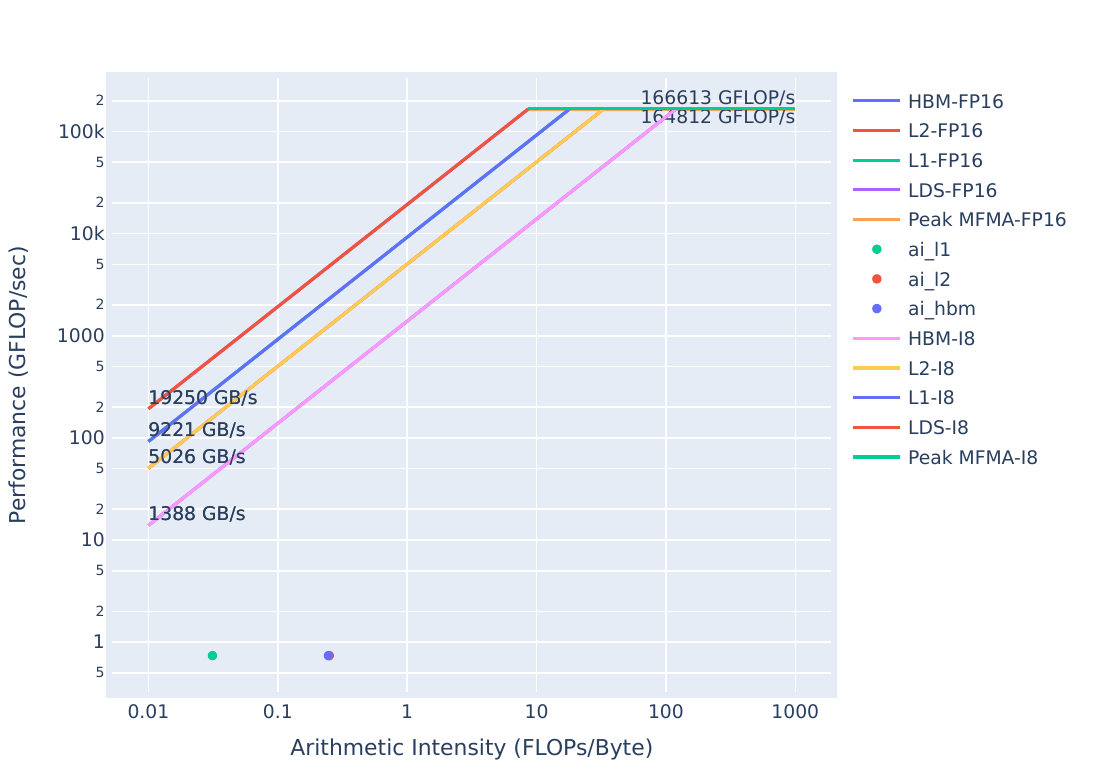 2
100k
5
2
10k
5
2
1000
5
2
100
5
2
10
5
2
1
5
Performance (GFLOP/sec)
166613 GFLOP/s
164812 GFLOP/s
19250 GB/s
9221 GB/s
5026 GB/s
1388 GB/s
0.01
0.1
1
10
100
1000
Arithmetic Intensity (FLOPs/Byte)
HBM-FP16
L2-FP16
L1-FP16
LDS-FP16
Peak MFMA-FP16
ai_l1
ai_l2
ai_hbm
HBM-I8
L2-I8
L1-I8
LDS-I8
Peak MFMA-I8